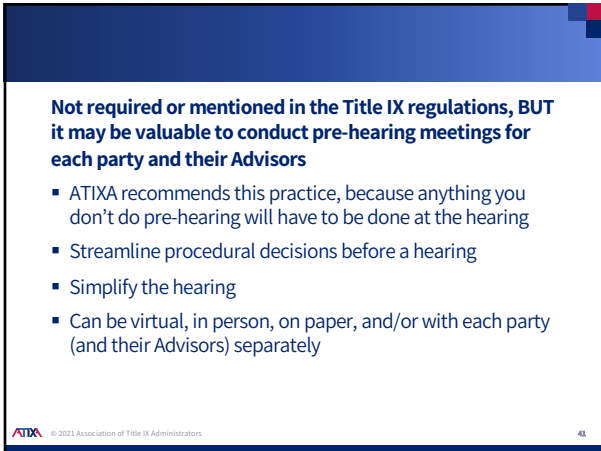 Not required or mentioned in the Title IX regulations, BUT
it may be valuable to conduct pre-hearing meetings for
each party and their Advisors
▪ ATIXA recommends this practice, because anything you
don’t do pre-hearing will have to be done at the hearing
▪ Streamline procedural decisions before a hearing
▪ Simplify the hearing
▪ Can be virtual, in person, on paper, and/or with each party
(and their Advisors) separately
ATIXA © 2021 Association of Title IX Administrators 41